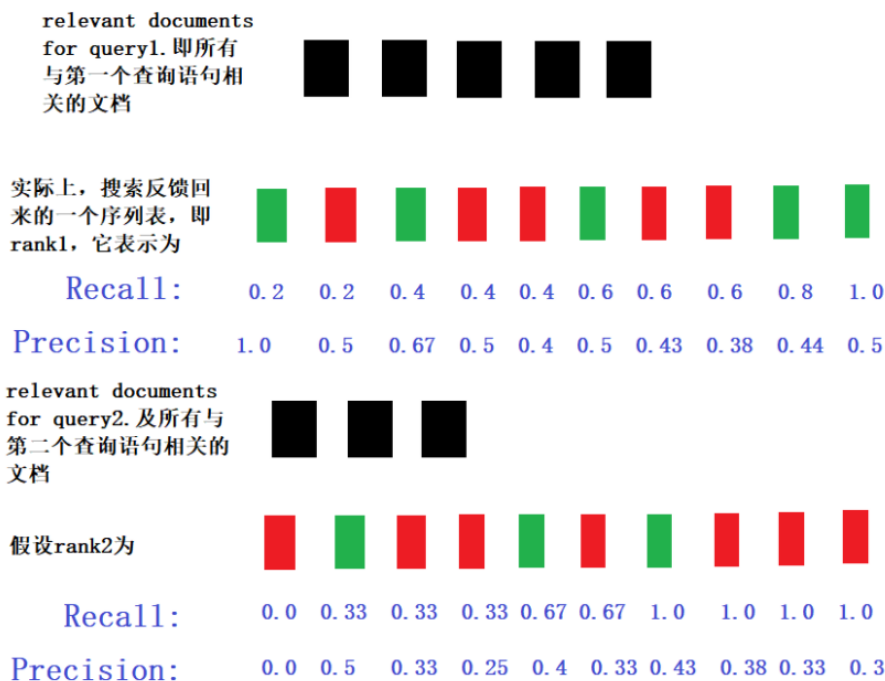 relevant documents
for query1.即所有
与第一个查询语句相
关的文档
实际上，搜索反馈回
来的一个序列表，即
rank1，它表示为
Recall: 0.2 0.2 0.4 0.4 0.4 0.6 0.6 0.6 0.8 1.0
Precision: 1.0 0.5 0.67 0.5 0.4 0.5 0.43 0.38 0.44 0.5
relevant documents
for query2.及所有与
第二个查询语句相关的
文档
假设rank2为
Recall: 0.0 0.33 0.33 0.33 0.67 0.67 1.0 1.0 1.0 1.0
Precision: 0.0 0.5 0.33 0.25 0.4 0.33 0.43 0.38 0.33 0.3